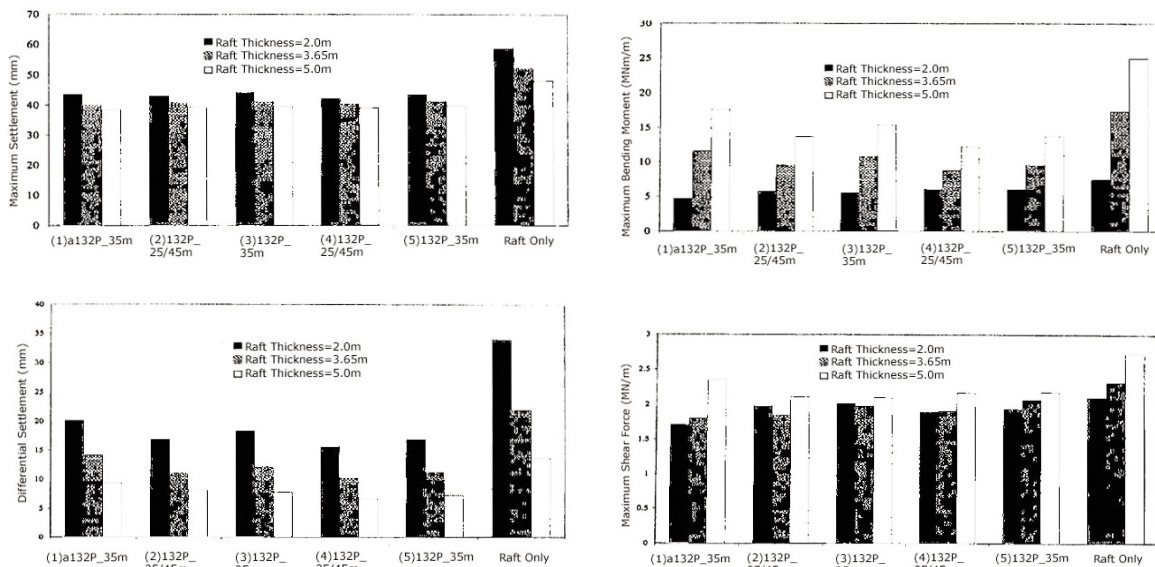 70
60
50
40
30
20
10
0
Maximum Settlement (mm)
Raft Thickness=2.0m
Raft Thickness=3.65m
Raft Thickness=5.0m
(1)a132P_35m
(2)132P_
25/45m
(3)132P_
35m
(4)132P_
25/45m
(5)132P_35m
Raft Only
30
25
20
15
10
5
0
Maximum Bending Moment (MNm/m)
Raft Thickness=2.0m
Raft Thickness=3.65m
Raft Thickness=5.0m
(1)a132P_35m
(2)132P_
25/45m
(3)132P_
35m
(4)132P_
25/45m
(5)132P_35m
Raft Only
40
35
30
25
20
15
10
5
0
Differential Settlement (mm)
Raft Thickness=2.0m
Raft Thickness=3.65m
Raft Thickness=5.0m
(1)a132P_35m
(2)132P_
(3)132P_
(4)132P_
(5)132P_35m
Raft Only
3
2.5
2
1.5
1
0.5
0
Maximum Shear Force (MN/m)
Raft Thickness=2.0m
Raft Thickness=3.65m
Raft Thickness=5.0m
(1)a132P_35m
(2)132P_
(3)132P_
(4)132P_
(5)132P_35m
Raft Only